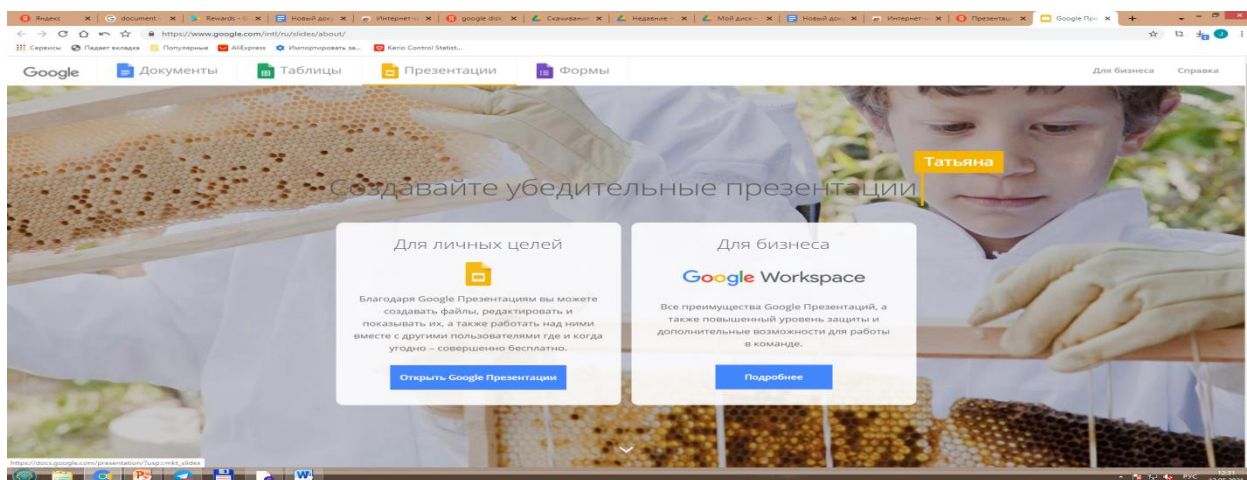 Яндекс
document -
Rewards -
Новый док
Интернет-
google disk
Скачивание
Недавние -
Мой диск -
Новый док
Интернет-
Презентац
Google Пре
https://www.google.com/intl/ru/slides/about/
Сервисы Падает вкладка Популярные AliExpress Импортировать за... Kerio Control Statist...
Google Документы Таблицы Презентации Формы Для бизнеса Справка
Татьяна
Создавайте убедительные презентации
Для личных целей
Благодаря Google Презентациям вы можете
создавать файлы, редактировать и
показывать их, а также работать над ними
вместе с другими пользователями где и когда
угодно – совершенно бесплатно.
Открыть Google Презентации
Для бизнеса
Google Workspace
Все преимущества Google Презентаций, а
также повышенный уровень защиты и
дополнительные возможности для работы
в команде.
Подробнее
https://docs.google.com/presentation/?usp=mkt_slides
РУС
12:31